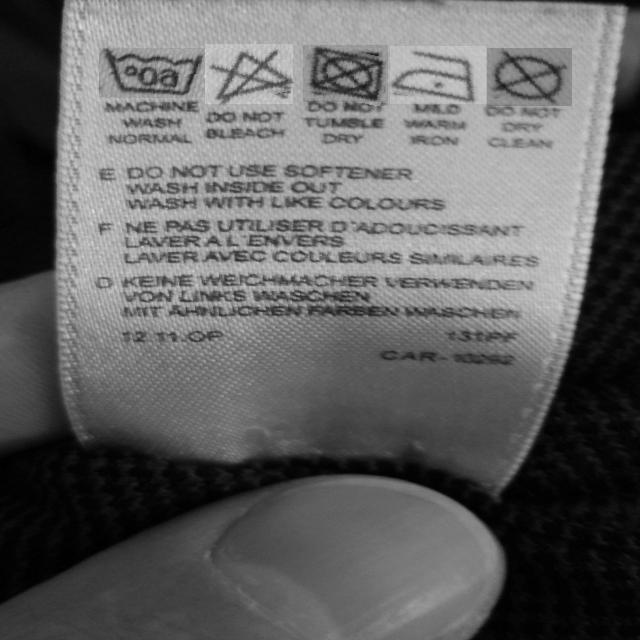 MACHINE WASH NORMAL
DO NOT BLEACH
DO NOT TUMBLE DRY
MILD WARM IRON
DO NOT DRY CLEAN
E DO NOT USE SOFTENER
WASH INSIDE OUT
WASH WITH LIKE COLOURS
F NE PAS UTILISER D'ADOUCISSANT
LAVER A L'ENVERS
LAVER AVEC COULEURS SIMILAIRES
D KEINE WEICHMACHER VERWENDEN
VON LINKS WASCHEN
MIT ÄHNLICHEN FARBEN WASCHEN
12.11.OP 131PF